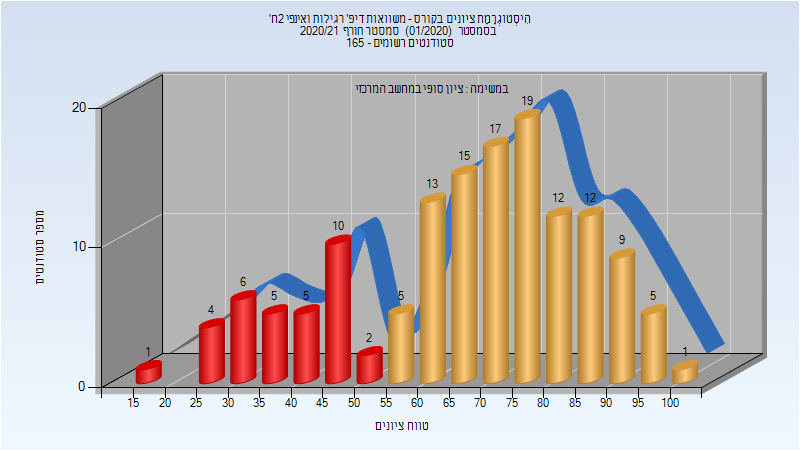 הִיסְטוֹגְרָמַת ציונים בקורס - משוואות דיפ' רגילות ואינפי 2ח'
בסמסטר (01/2020) סמסטר חורף 2020/21
סטודנטים רשומים - 165
במשימה : ציון סופי במחשב המרכזי
מספר סטודנטים
20
10
0
1
4
6
5
5
10
2
5
13
15
17
19
12
12
9
5
1
15 20 25 30 35 40 45 50 55 60 65 70 75 80 85 90 95 100
טווח ציונים